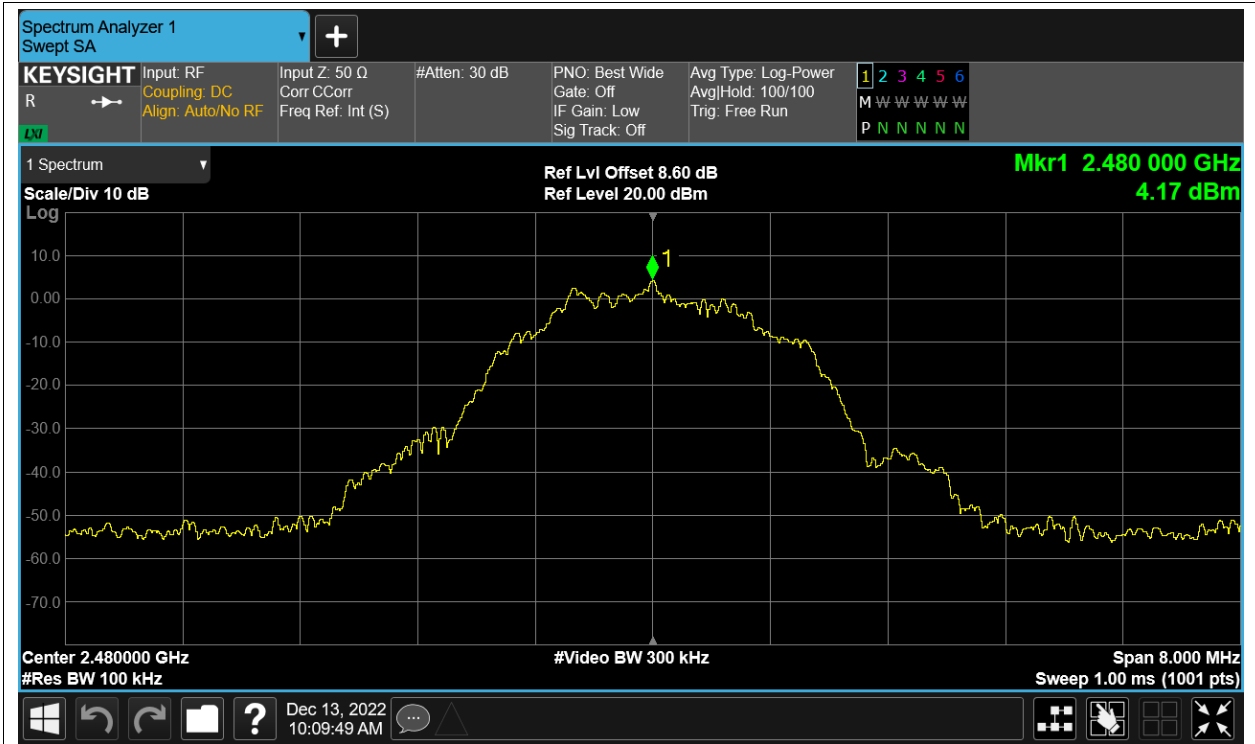 Spectrum Analyzer 1
Swept SA
+
KEYSIGHT
R
LXI
Input: RF
Coupling: DC
Align: Auto/No RF
Input Z: 50 Ω
Corr CCorr
Freq Ref: Int (S)
#Atten: 30 dB
PNO: Best Wide
Gate: Off
IF Gain: Low
Sig Track: Off
Avg Type: Log-Power
Avg|Hold: 100/100
Trig: Free Run
1 2 3 4 5 6
M W W W W W
P N N N N N
1 Spectrum
Scale/Div 10 dB
Log
Ref Lvl Offset 8.60 dB
Ref Level 20.00 dBm
Mkr1 2.480 000 GHz
4.17 dBm
1
10.0
0.00
-10.0
-20.0
-30.0
-40.0
-50.0
-60.0
-70.0
Center 2.480000 GHz
#Video BW 300 kHz
Span 8.000 MHz
#Res BW 100 kHz
Sweep 1.00 ms (1001 pts)
?
Dec 13, 2022
10:09:49 AM